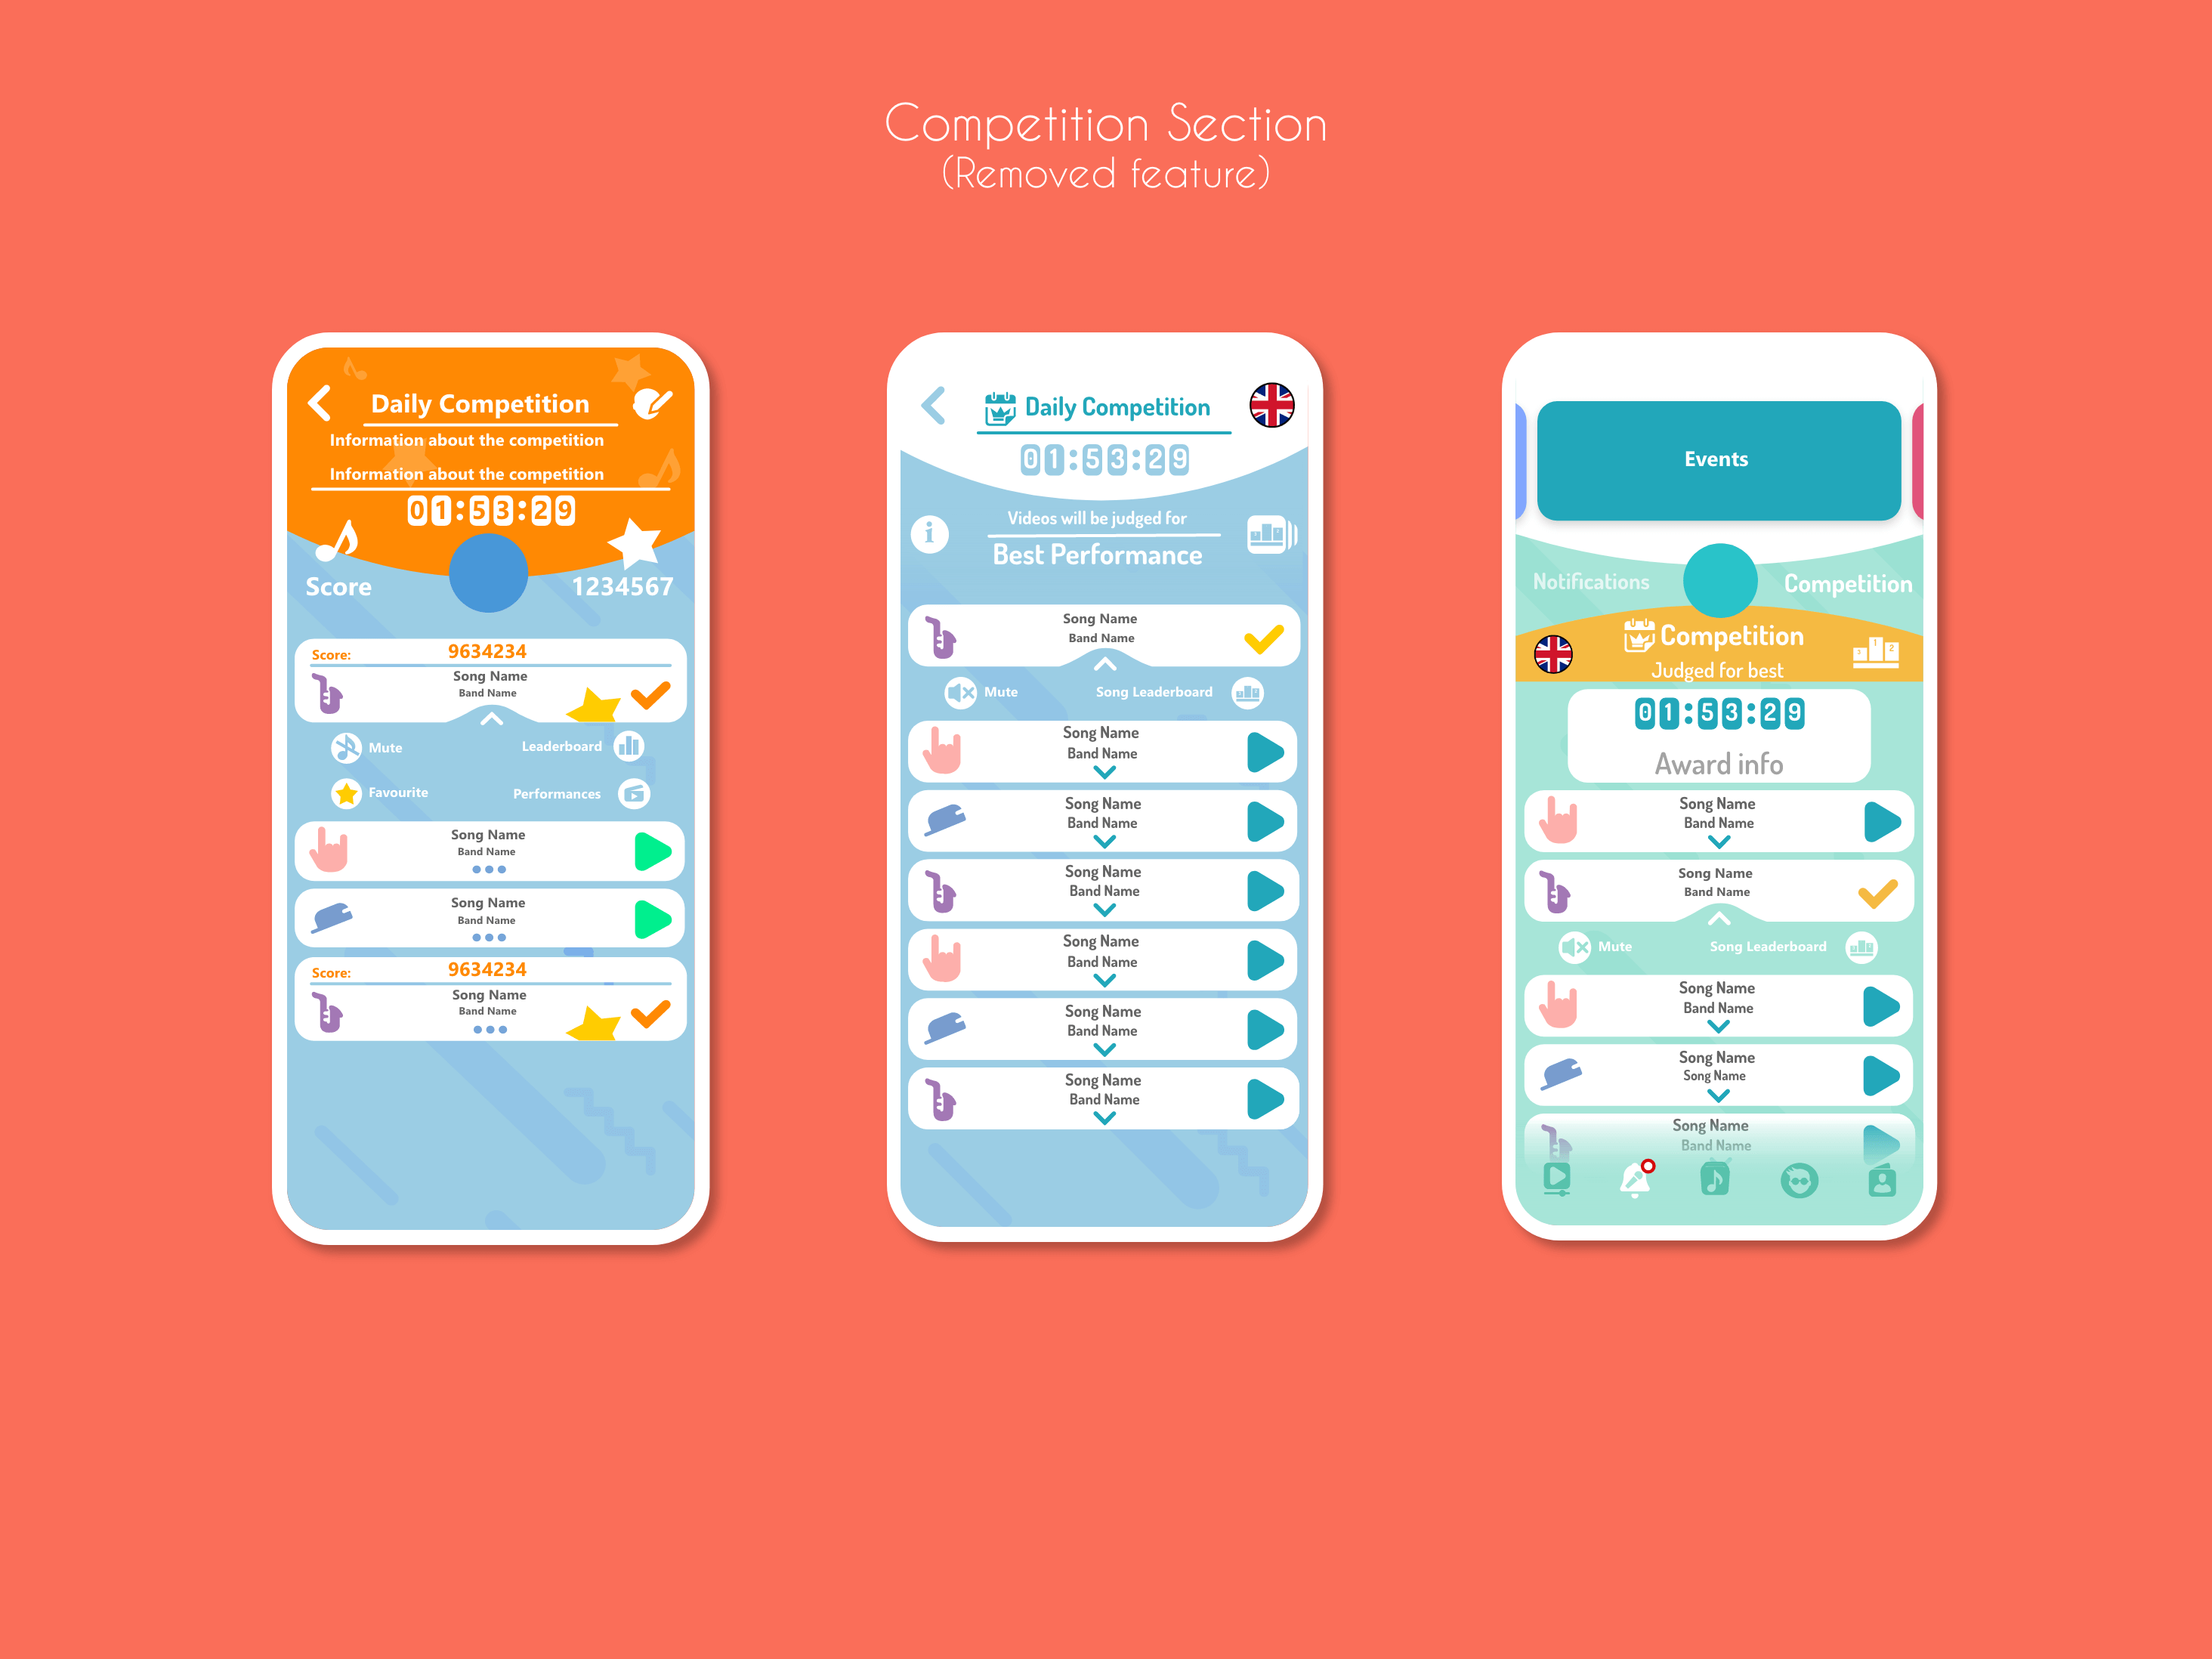 Competition Section
(Removed feature)
Daily Competition
Information about the competition
Information about the competition
01:53:29
Score 1234567
Score: 9634234
Song Name
Band Name
Mute Leaderboard
Favourite Performances
Song Name
Band Name
Song Name
Band Name
Score: 9634234
Song Name
Band Name
Daily Competition
01:53:29
Videos will be judged for
Best Performance
Song Name
Band Name
Mute Song Leaderboard
Song Name
Band Name
Song Name
Band Name
Song Name
Band Name
Song Name
Band Name
Song Name
Band Name
Song Name
Band Name
Events
Notifications Competition
Competition
Judged for best
3 1 2
01:53:29
Award info
Song Name
Band Name
Song Name
Band Name
Mute Song Leaderboard
Song Name
Band Name
Song Name
Song Name
Song Name
Band Name